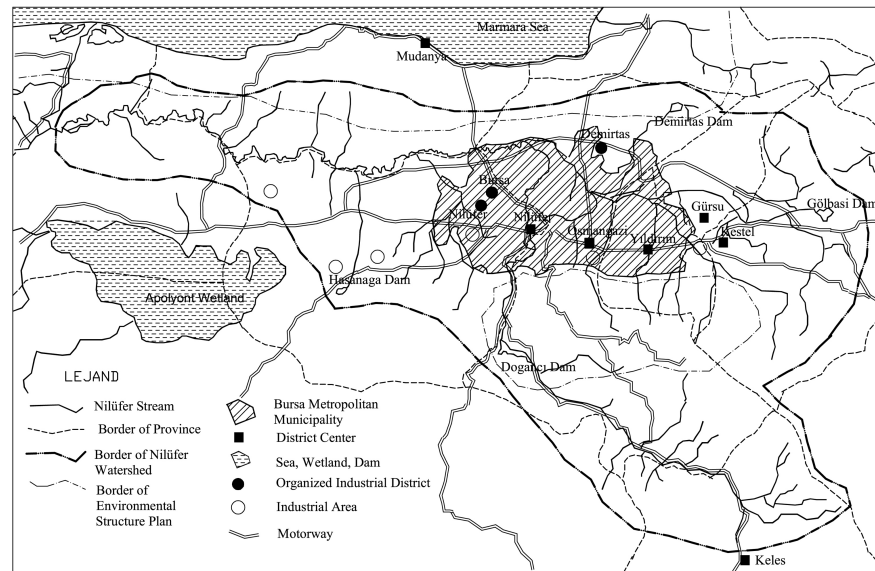 Marmara Sea
Mudanya
Demirtas Dam
Demirtas
Bursa
Gürsu
Gölbasi Dam
Nilüfer
Nilüfer
Osmangazi
Yıldırım
Kestel
Hasanaga Dam
Apolyont Wetland
Dogancı Dam
LEJAND
Nilüfer Stream
Border of Province
Border of Nilüfer
Watershed
Border of
Environmental
Structure Plan
Bursa Metropolitan
Municipality
District Center
Sea, Wetland, Dam
Organized Industrial District
Industrial Area
Motorway
Keles